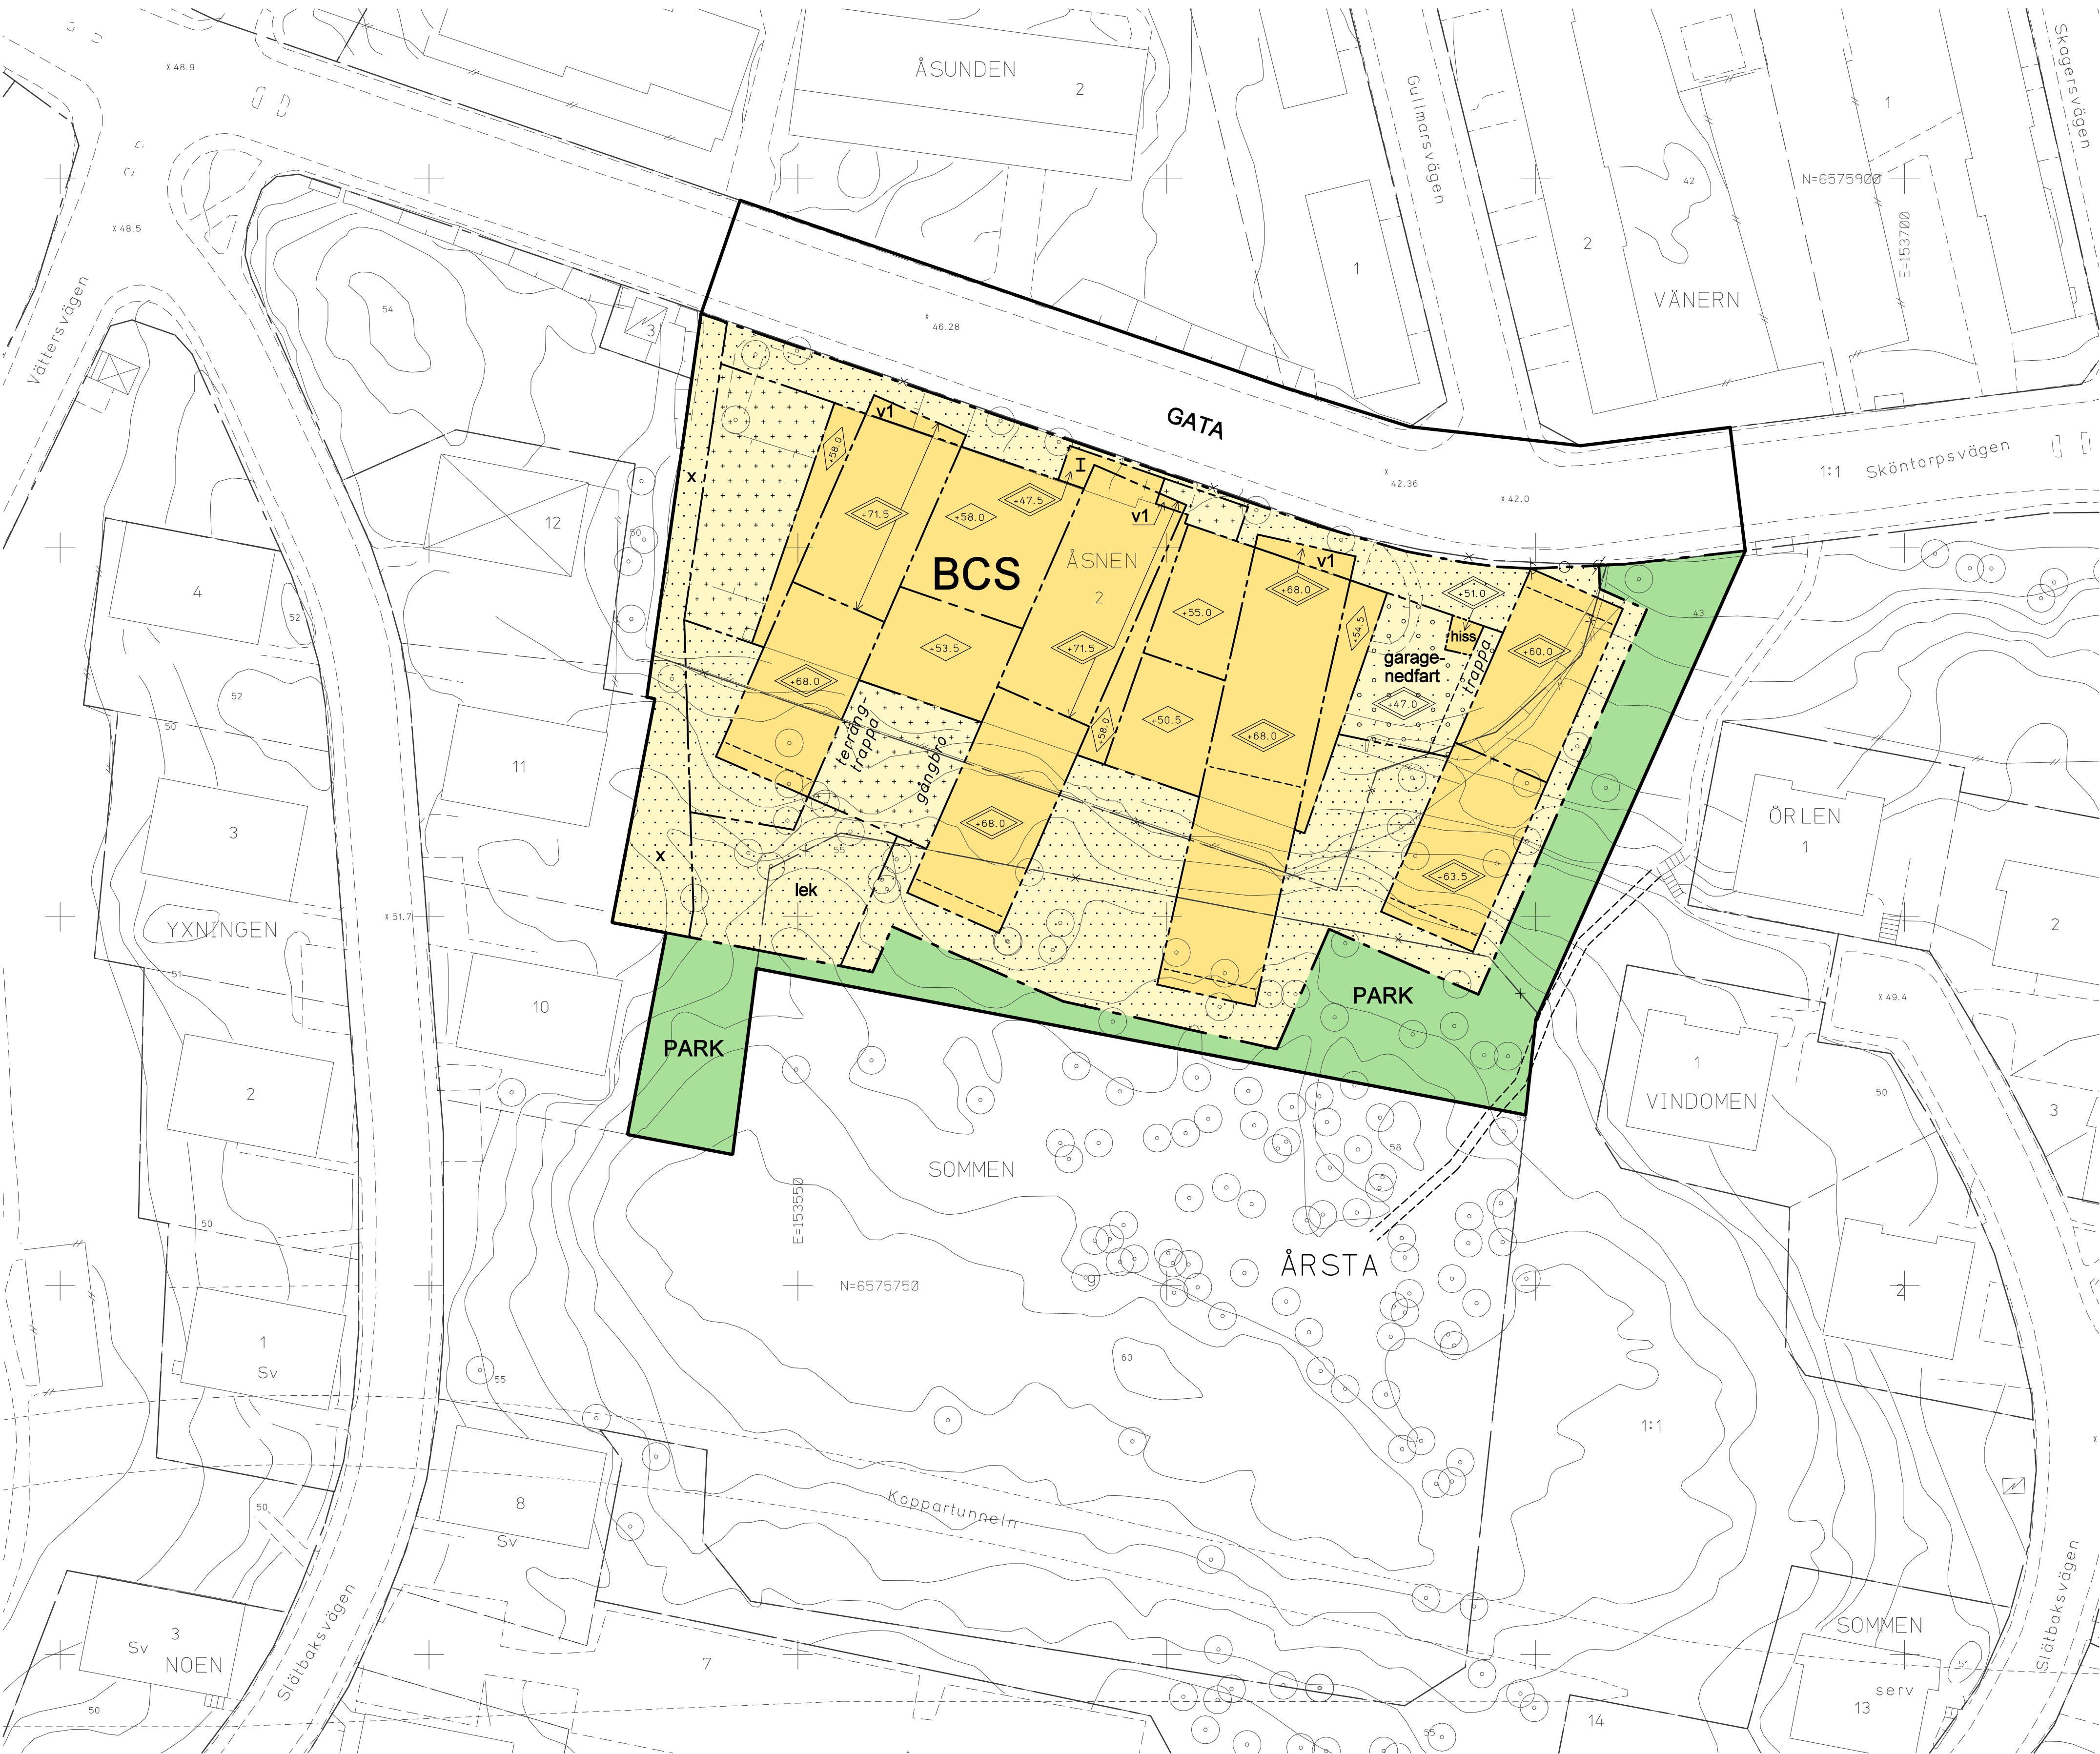 x 48.9
ÅSUNDEN
2
Gullmarsvägen
1
Skagersvägen
x 48.5
42
N=6575900
E=153700
2
1
VÄNERN
Vättersvägen
54
3
x 46.28
GATA
x 42.36
x 42.0
1:1 Sköntorpsvägen
v1
+58.0
I
+47.5
+71.5
+58.0
v1
x
BCS
ÅSNEN
2
v1
+68.0
+51.0
+55.0
+54.5
hiss
trappa
+60.0
43
12
50
4
52
+53.5
+71.5
garage-
nedfart
+47.0
+68.0
terräng-
trappa
gångbro
+58.0
+50.5
+68.0
52
50
11
3
+68.0
55
x
lek
+63.5
ÖRLEN
1
2
YXNINGEN
x 51.7
51
10
PARK
PARK
x 49.4
2
1
VINDOMEN
50
3
53
58
SOMMEN
E=153550
50
ÅRSTA
9
N=6575750
2
1
Sv
55
60
1:1
8
Sv
50
Koppartunneln
Slätbaksvägen
3
Sv
NOEN
50
7
SOMMEN
51
serv
13
14
55
Slätbaksvägen